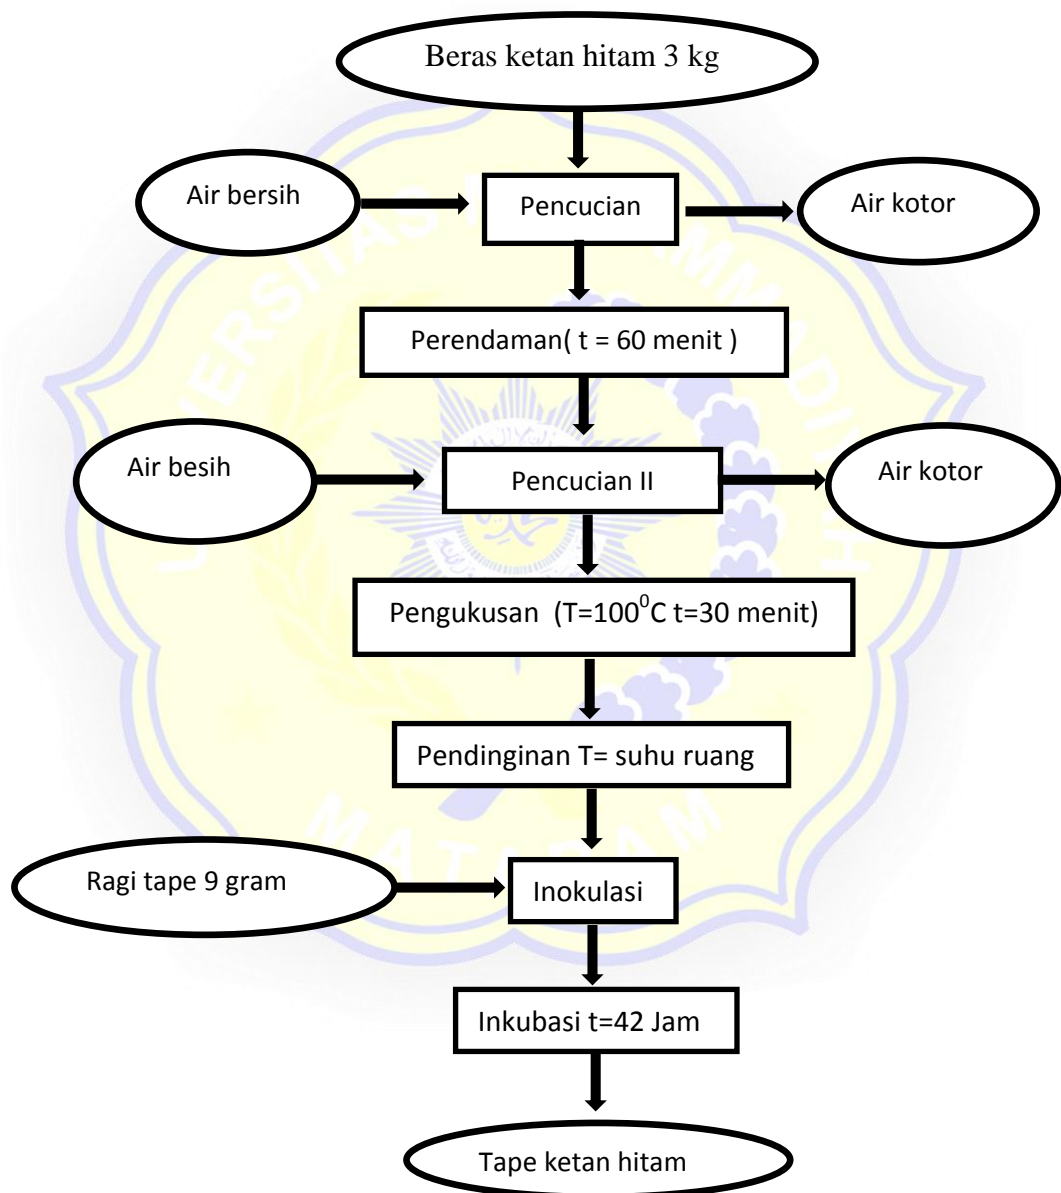 Beras ketan hitam 3 kg
Air bersih
Pencucian
Air kotor
Perendaman( t = 60 menit )
Air besih
Pencucian II
Air kotor
Pengukusan (T=100⁰C t=30 menit)
Pendinginan T= suhu ruang
Ragi tape 9 gram
Inokulasi
Inkubasi t=42 Jam
Tape ketan hitam
MATARAM